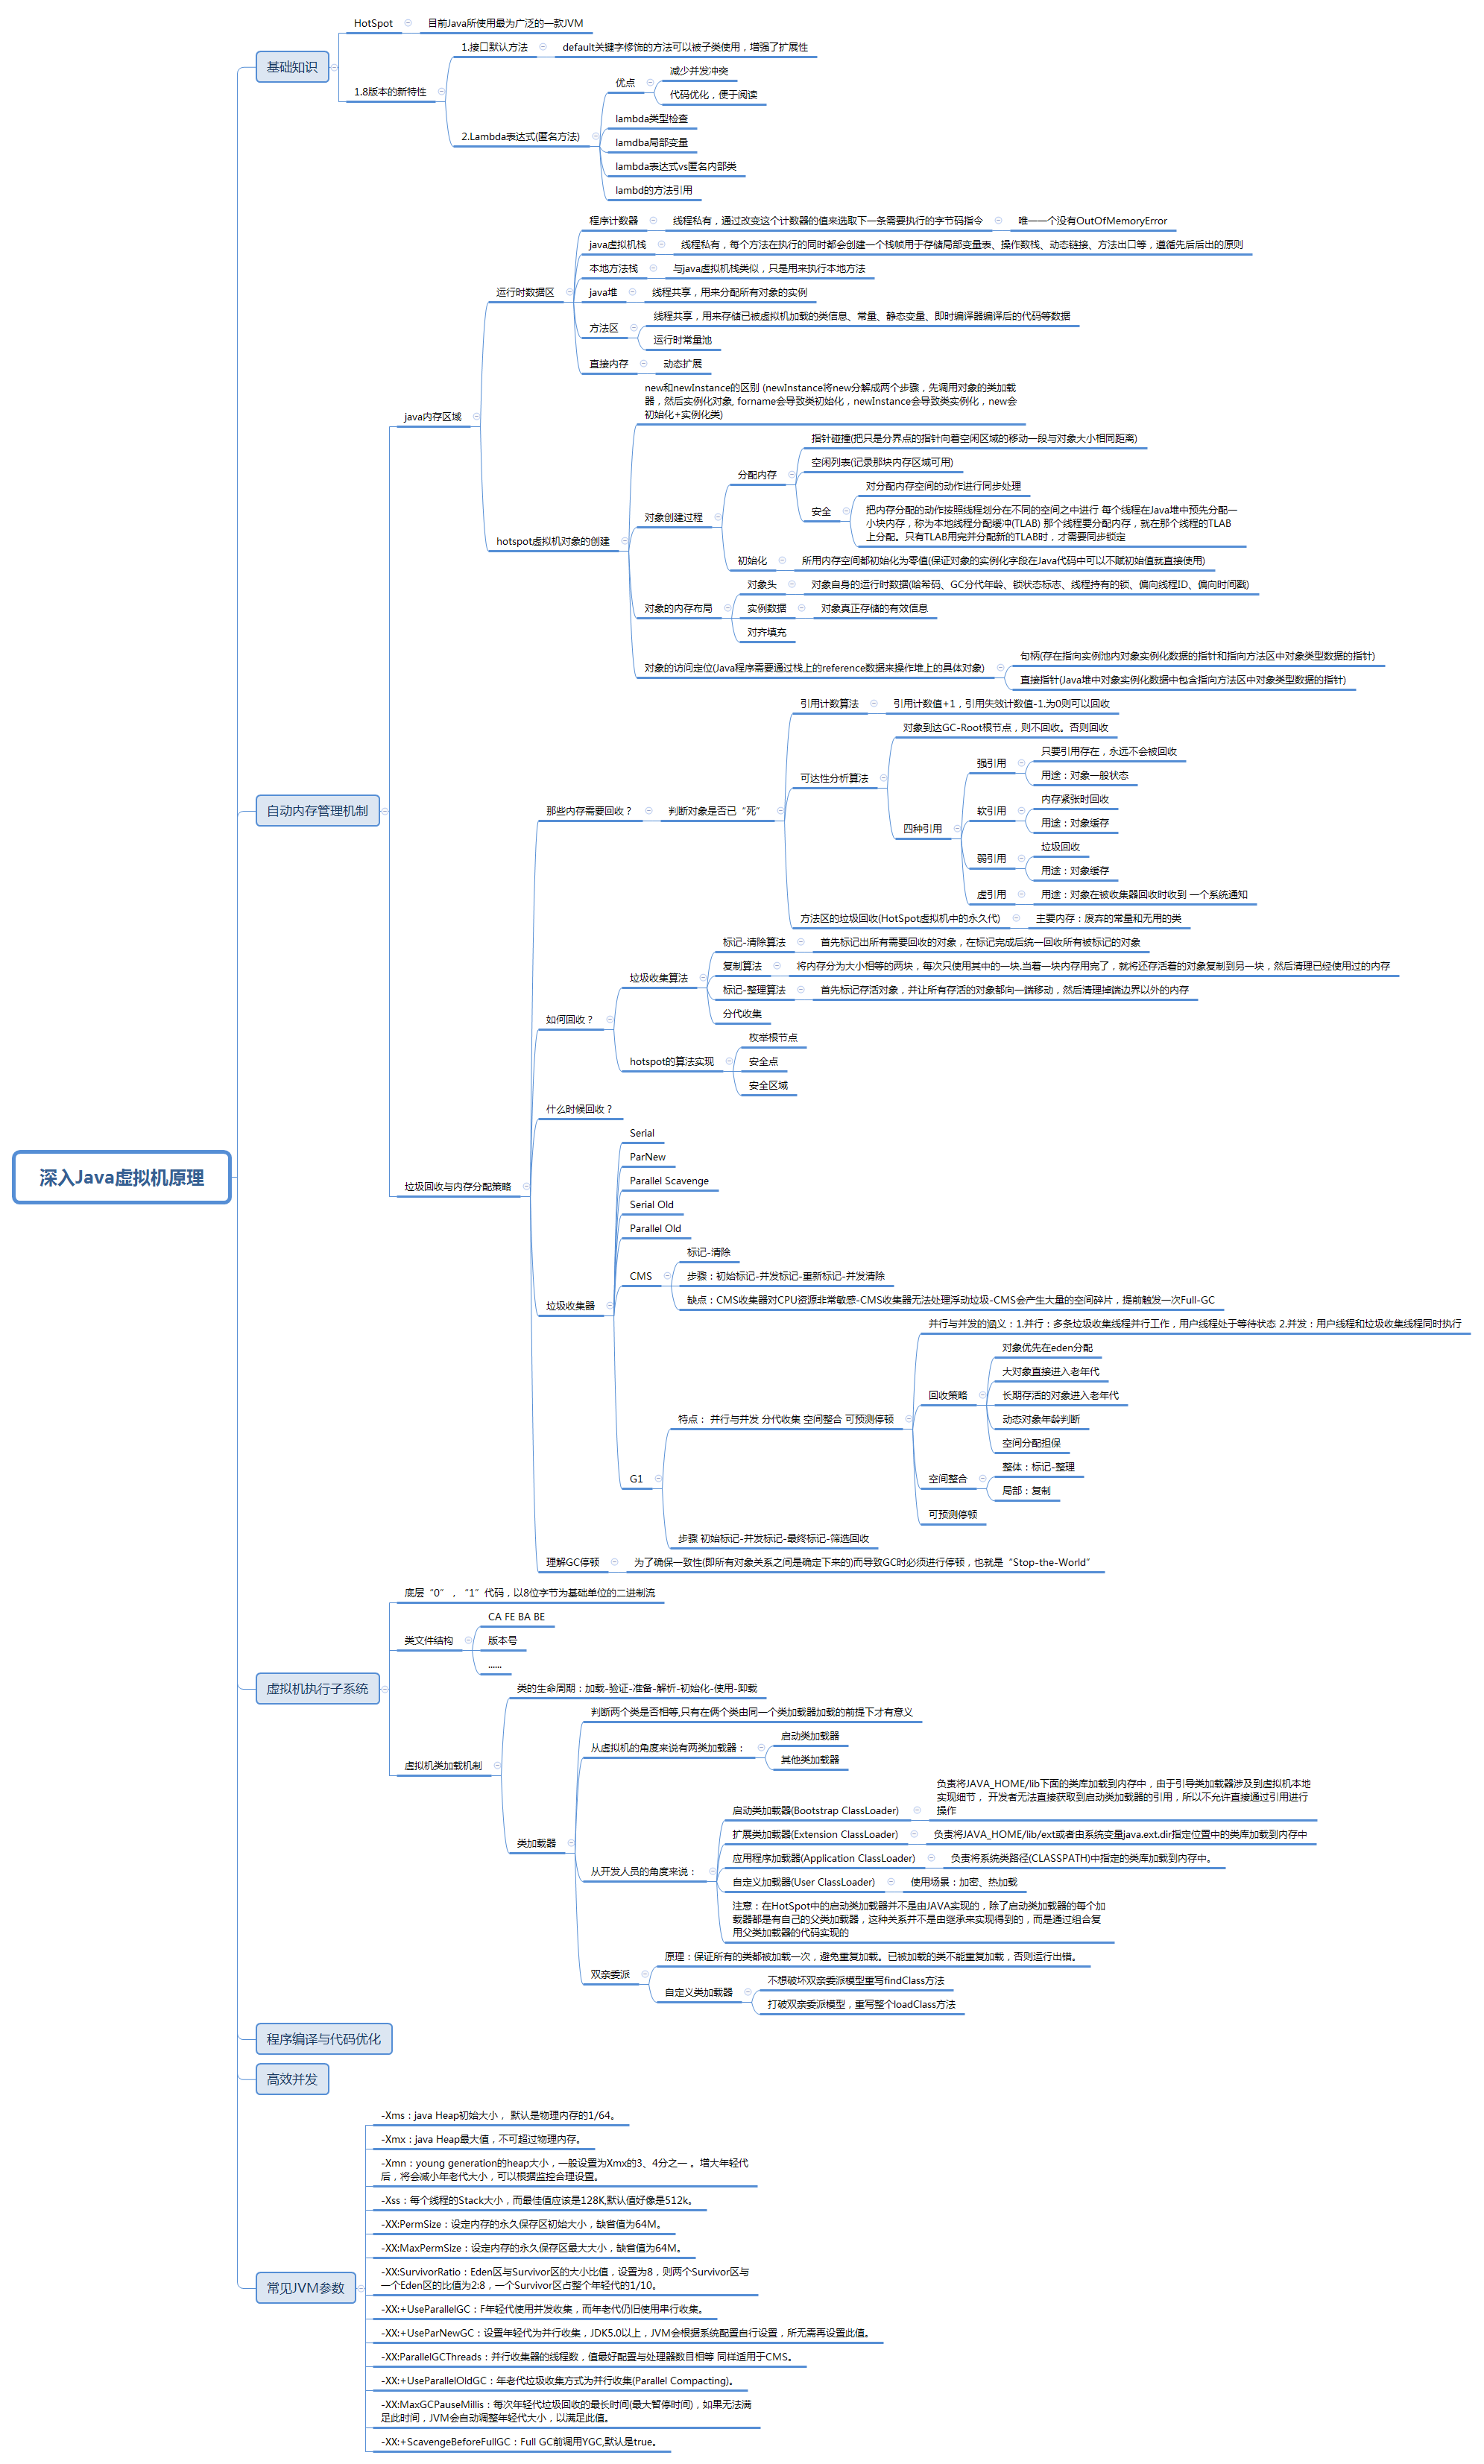 深入Java虚拟机原理
基础知识
HotSpot
目前Java所使用最为广泛的一款JVM
1.8版本的新特性
1.接口默认方法
default关键字修饰的方法可以被子类使用，增强了扩展性
2.Lambda表达式(匿名方法)
优点
减少并发冲突
代码优化，便于阅读
lambda类型检查
lamdba局部变量
lambda表达式vs匿名内部类
lambd的方法引用
自动内存管理机制
java内存区域
运行时数据区
程序计数器
线程私有，通过改变这个计数器的值来选取下一条需要执行的字节码指令
唯一一个没有OutOfMemoryError
java虚拟机栈
线程私有，每个方法在执行的同时都会创建一个栈帧用于存储局部变量表、操作数栈、动态链接、方法出口等，遵循先后后出的原则
本地方法栈
与java虚拟机栈类似，只是用来执行本地方法
java堆
线程共享，用来分配所有对象的实例
方法区
线程共享，用来存储已被虚拟机加载的类信息、常量、静态变量、即时编译器编译后的代码等数据
运行时常量池
直接内存
动态扩展
hotspot虚拟机对象的创建
new和newInstance的区别 (newInstance将new分解成两个步骤，先调用对象的类加载
器，然后实例化对象, forname会导致类初始化，newInstance会导致类实例化，new会
初始化+实例化类)
对象创建过程
分配内存
指针碰撞(把只是分界点的指针向着空闲区域的移动一段与对象大小相同距离)
空闲列表(记录那块内存区域可用)
安全
对分配内存空间的动作进行同步处理
把内存分配的动作按照线程划分在不同的空间之中进行 每个线程在Java堆中预先分配一
小块内存，称为本地线程分配缓冲(TLAB) 那个线程要分配内存，就在那个线程的TLAB
上分配。只有TLAB用完并分配新的TLAB时，才需要同步锁定
初始化
所用内存空间都初始化为零值(保证对象的实例化字段在Java代码中可以不赋初始值就直接使用)
对象的内存布局
对象头
对象自身的运行时数据(哈希码、GC分代年龄、锁状态标志、线程持有的锁、偏向线程ID、偏向时间戳)
实例数据
对象真正存储的有效信息
对齐填充
对象的访问定位(Java程序需要通过栈上的reference数据来操作堆上的具体对象)
句柄(存在指向实例池内对象实例化数据的指针和指向方法区中对象类型数据的指针)
直接指针(Java堆中对象实例化数据中包含指向方法区中对象类型数据的指针)
垃圾回收与内存分配策略
那些内存需要回收？
判断对象是否已“死”
引用计数算法
引用计数值+1，引用失效计数值-1.为0则可以回收
可达性分析算法
对象到达GC-Root根节点，则不回收。否则回收
四种引用
强引用
只要引用存在，永远不会被回收
用途：对象一般状态
软引用
内存紧张时回收
用途：对象缓存
弱引用
垃圾回收
用途：对象缓存
虚引用
用途：对象在被收集器回收时收到 一个系统通知
方法区的垃圾回收(HotSpot虚拟机中的永久代)
主要内存：废弃的常量和无用的类
如何回收？
垃圾收集算法
标记-清除算法
首先标记出所有需要回收的对象，在标记完成后统一回收所有被标记的对象
复制算法
将内存分为大小相等的两块，每次只使用其中的一块.当着一块内存用完了，就将还存活着的对象复制到另一块，然后清理已经使用过的内存
标记-整理算法
首先标记存活对象，并让所有存活的对象都向一端移动，然后清理掉端边界以外的内存
分代收集
hotspot的算法实现
枚举根节点
安全点
安全区域
什么时候回收？
垃圾收集器
Serial
ParNew
Parallel Scavenge
Serial Old
Parallel Old
CMS
标记-清除
步骤：初始标记-并发标记-重新标记-并发清除
缺点：CMS收集器对CPU资源非常敏感-CMS收集器无法处理浮动垃圾-CMS会产生大量的空间碎片，提前触发一次Full-GC
G1
特点： 并行与并发 分代收集 空间整合 可预测停顿
并行与并发的涵义：1.并行：多条垃圾收集线程并行工作，用户线程处于等待状态 2.并发：用户线程和垃圾收集线程同时执行
回收策略
对象优先在eden分配
大对象直接进入老年代
长期存活的对象进入老年代
动态对象年龄判断
空间分配担保
空间整合
整体：标记-整理
局部：复制
可预测停顿
步骤 初始标记-并发标记-最终标记-筛选回收
理解GC停顿
为了确保一致性(即所有对象关系之间是确定下来的)而导致GC时必须进行停顿，也就是“Stop-the-World”
虚拟机执行子系统
底层“0”，“1”代码，以8位字节为基础单位的二进制流
类文件结构
CA FE BA BE
版本号
......
虚拟机类加载机制
类的生命周期：加载-验证-准备-解析-初始化-使用-卸载
类加载器
判断两个类是否相等,只有在俩个类由同一个类加载器加载的前提下才有意义
从虚拟机的角度来说有两类加载器：
启动类加载器
其他类加载器
从开发人员的角度来说：
启动类加载器(Bootstrap ClassLoader)
负责将JAVA_HOME/lib下面的类库加载到内存中，由于引导类加载器涉及到虚拟机本地
实现细节， 开发者无法直接获取到启动类加载器的引用，所以不允许直接通过引用进行
操作
扩展类加载器(Extension ClassLoader)
负责将JAVA_HOME/lib/ext或者由系统变量java.ext.dir指定位置中的类库加载到内存中
应用程序加载器(Application ClassLoader)
负责将系统类路径(CLASSPATH)中指定的类库加载到内存中。
自定义加载器(User ClassLoader)
使用场景：加密、热加载
注意：在HotSpot中的启动类加载器并不是由JAVA实现的，除了启动类加载器的每个加
载器都是有自己的父类加载器，这种关系并不是由继承来实现得到的，而是通过组合复
用父类加载器的代码实现的
双亲委派
原理：保证所有的类都被加载一次，避免重复加载。已被加载的类不能重复加载，否则运行出错。
自定义类加载器
不想破坏双亲委派模型重写findClass方法
打破双亲委派模型，重写整个loadClass方法
程序编译与代码优化
高效并发
常见JVM参数
-Xms：java Heap初始大小， 默认是物理内存的1/64。
-Xmx：java Heap最大值，不可超过物理内存。
-Xmn：young generation的heap大小，一般设置为Xmx的3、4分之一 。增大年轻代
后，将会减小年老代大小，可以根据监控合理设置。
-Xss：每个线程的Stack大小，而最佳值应该是128K,默认值好像是512k。
-XX:PermSize：设定内存的永久保存区初始大小，缺省值为64M。
-XX:MaxPermSize：设定内存的永久保存区最大大小，缺省值为64M。
-XX:SurvivorRatio：Eden区与Survivor区的大小比值，设置为8，则两个Survivor区与
一个Eden区的比值为2:8，一个Survivor区占整个年轻代的1/10。
-XX:+UseParallelGC：F年轻代使用并发收集，而年老代仍旧使用串行收集。
-XX:+UseParNewGC：设置年轻代为并行收集，JDK5.0以上，JVM会根据系统配置自行设置，所无需再设置此值。
-XX:ParallelGCThreads：并行收集器的线程数，值最好配置与处理器数目相等 同样适用于CMS。
-XX:+UseParallelOldGC：年老代垃圾收集方式为并行收集(Parallel Compacting)。
-XX:MaxGCPauseMillis：每次年轻代垃圾回收的最长时间(最大暂停时间)，如果无法满
足此时间，JVM会自动调整年轻代大小，以满足此值。
-XX:+ScavengeBeforeFullGC：Full GC前调用YGC,默认是true。